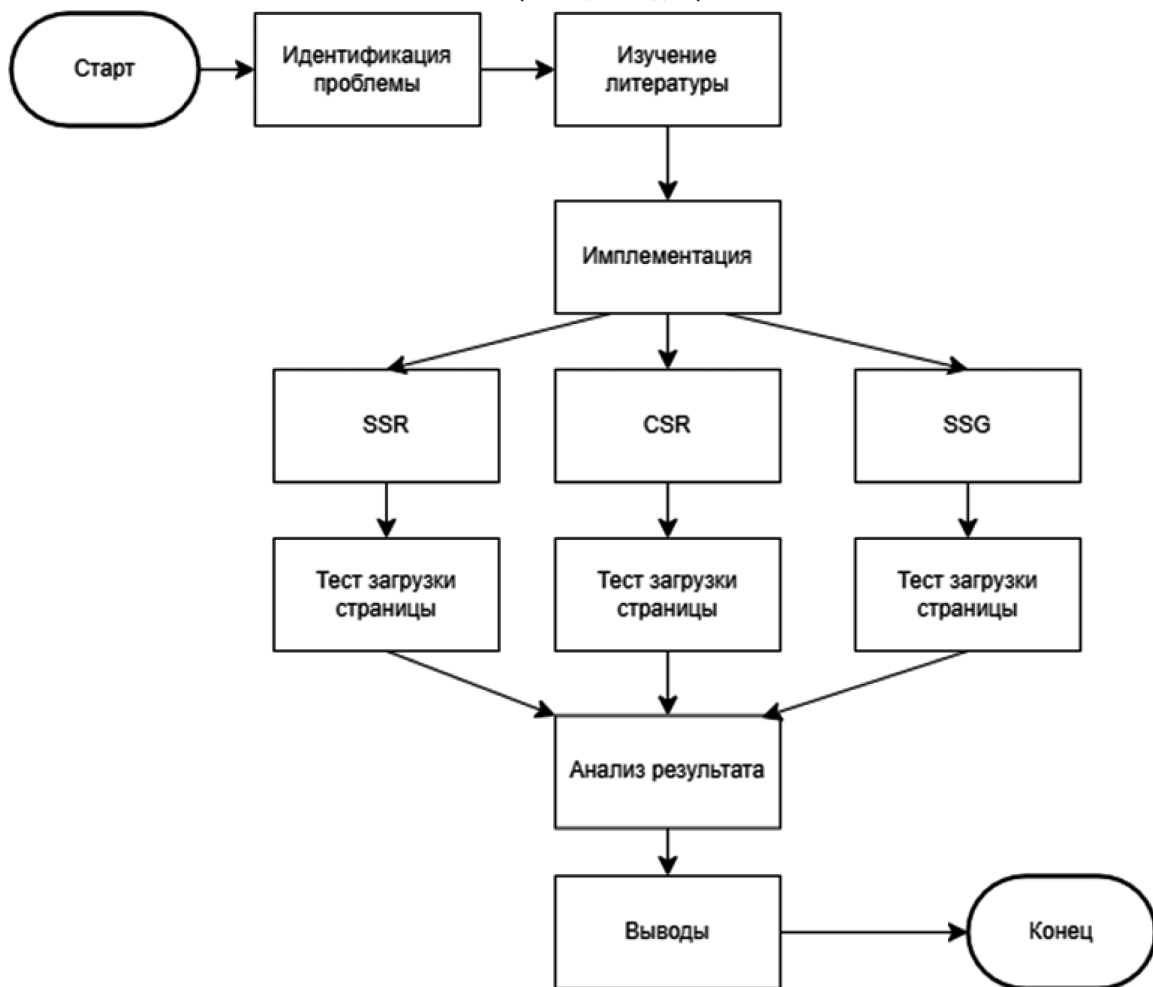 Старт
Идентификация
проблемы
Изучение
литературы
Имплементация
SSR
CSR
SSG
Тест загрузки
страницы
Тест загрузки
страницы
Тест загрузки
страницы
Анализ результата
Выводы
Конец